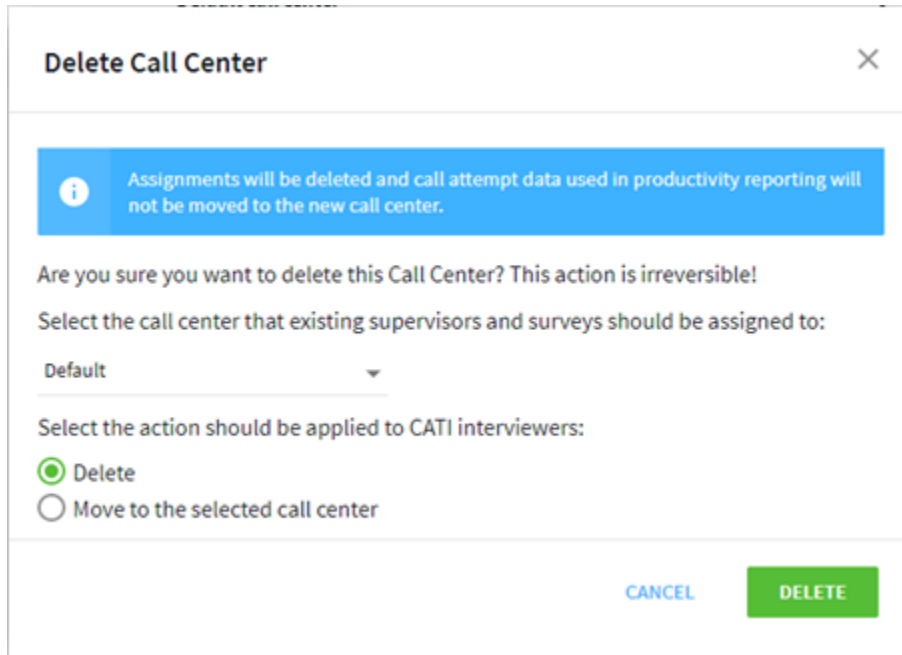 Delete Call Center
Assignments will be deleted and call attempt data used in productivity reporting will
not be moved to the new call center.
Are you sure you want to delete this Call Center? This action is irreversible!
Select the call center that existing supervisors and surveys should be assigned to:
Default
Select the action should be applied to CATI interviewers:
Delete
Move to the selected call center
CANCEL DELETE